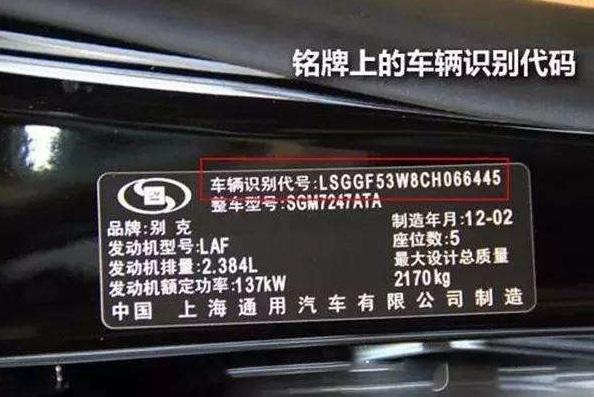 铭牌上的车辆识别代码
车辆识别代号:LSGGF53W8CH066445
整车型号:SGM7247ATA
品牌:别克
制造年月:12-02
发动机型号:LAF
座位数:5
发动机排量:2.384L
最大设计总质量
发动机额定功率:137kW
2170kg
中国 上海通用汽车有限公司制造